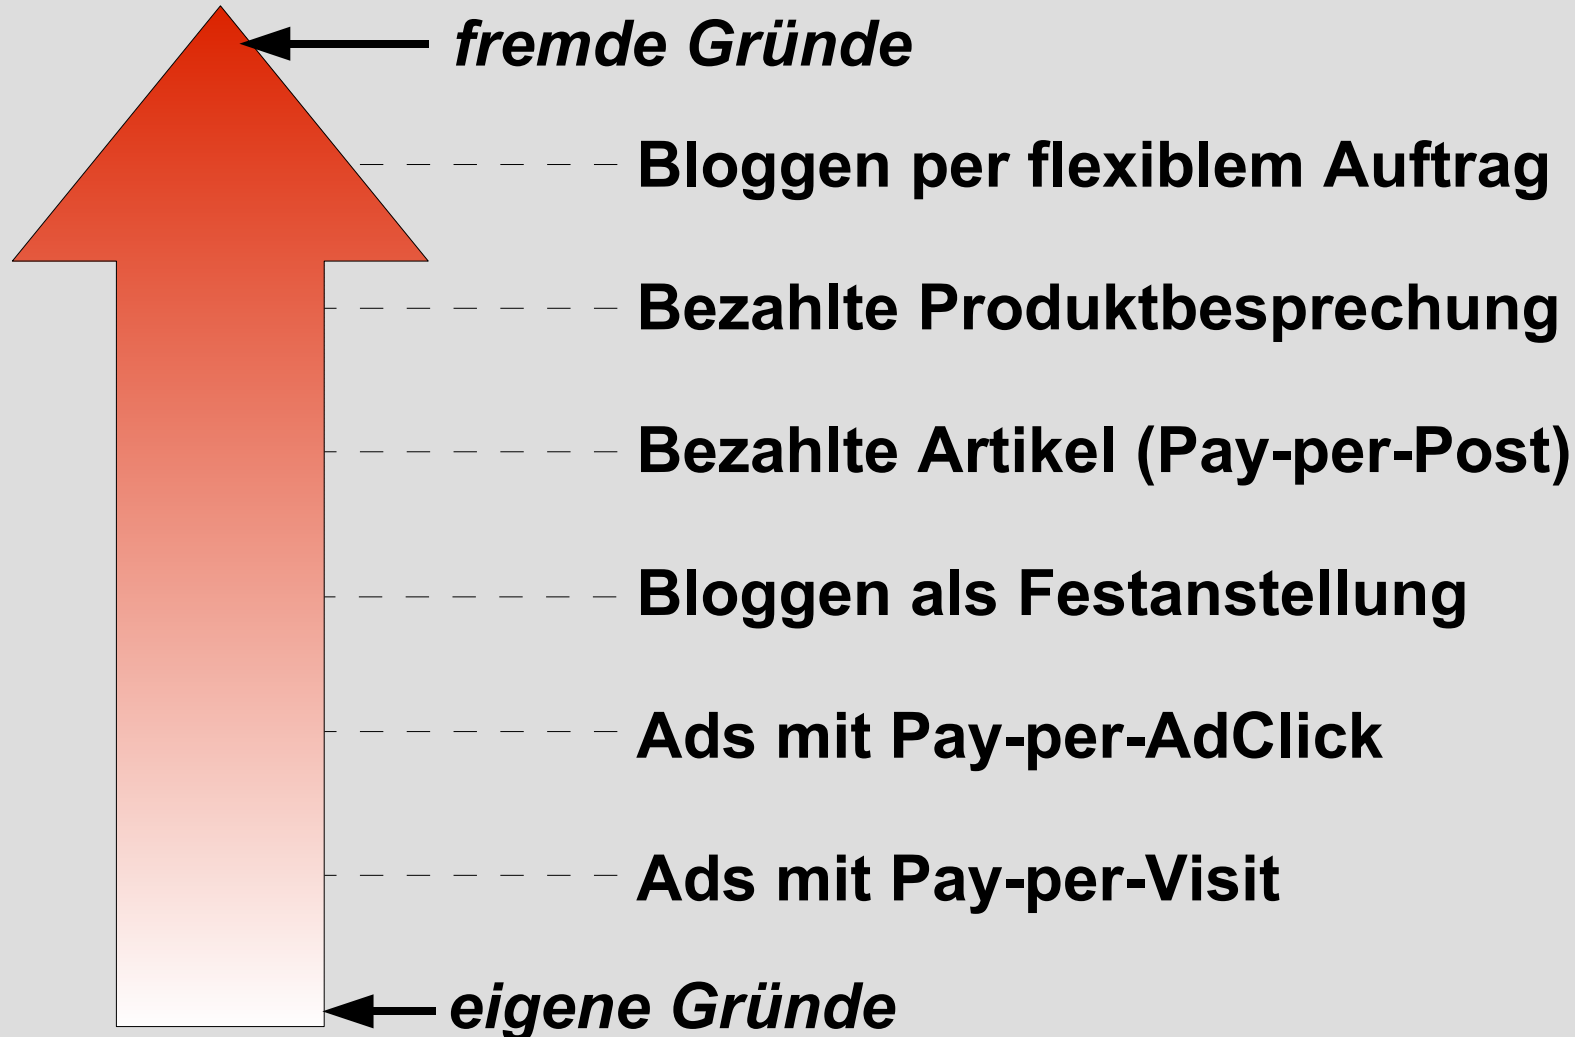 fremde Gründe
Bloggen per flexiblem Auftrag
Bezahlte Produktbesprechung
Bezahlte Artikel (Pay-per-Post)
Bloggen als Festanstellung
Ads mit Pay-per-AdClick
Ads mit Pay-per-Visit
eigene Gründe